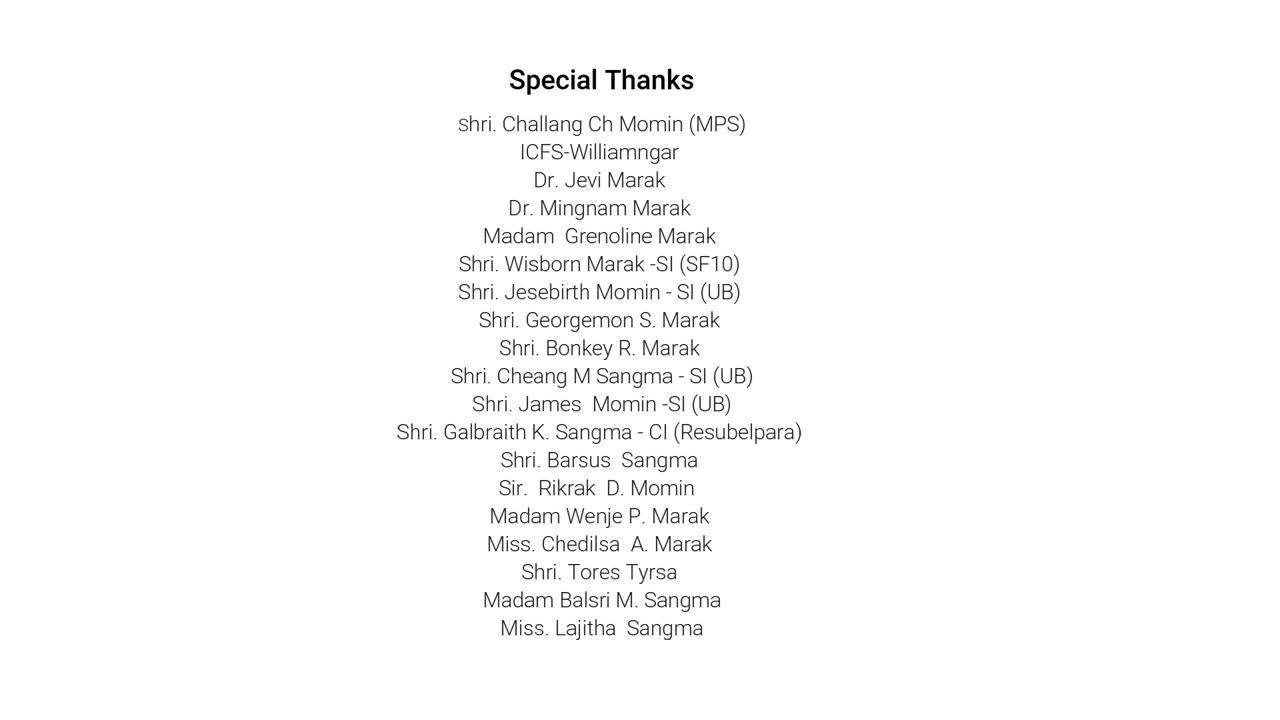 Special Thanks
Shri. Challang Ch Momin (MPS)
ICFS-Williamngar
Dr. Jevi Marak
Dr. Mingnam Marak
Madam  Grenoline Marak
Shri. Wisborn Marak -SI (SF10)
Shri. Jesebirth Momin - SI (UB)
Shri. Georgemon S. Marak
Shri. Bonkey R. Marak
Shri. Cheang M Sangma - SI (UB)
Shri. James  Momin -SI (UB)
Shri. Galbraith K. Sangma - CI (Resubelpara)
Shri. Barsus  Sangma
Sir.  Rikrak  D. Momin
Madam Wenje P. Marak
Miss. Chedilsa  A. Marak
Shri. Tores Tyrsa
Madam Balsri M. Sangma
Miss. Lajitha  Sangma